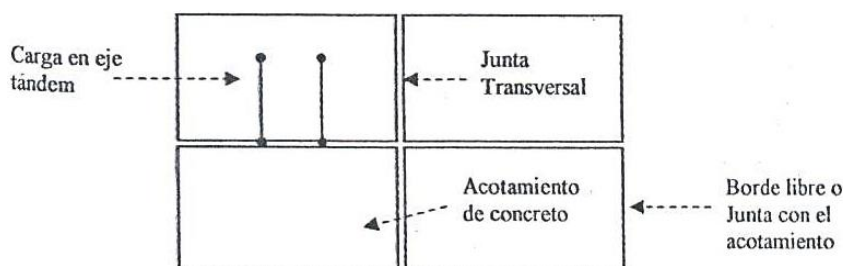 Carga en eje
tándem
Junta
Transversal
Acotamiento
de concreto
Borde libre o
Junta con el
acotamiento